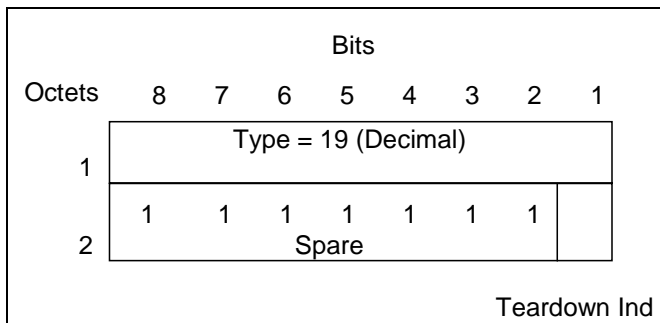 Bits
Octets 8 7 6 5 4 3 2 1
Type = 19 (Decimal)
1
1 1 1 1 1 1 1
2 Spare
Teardown Ind